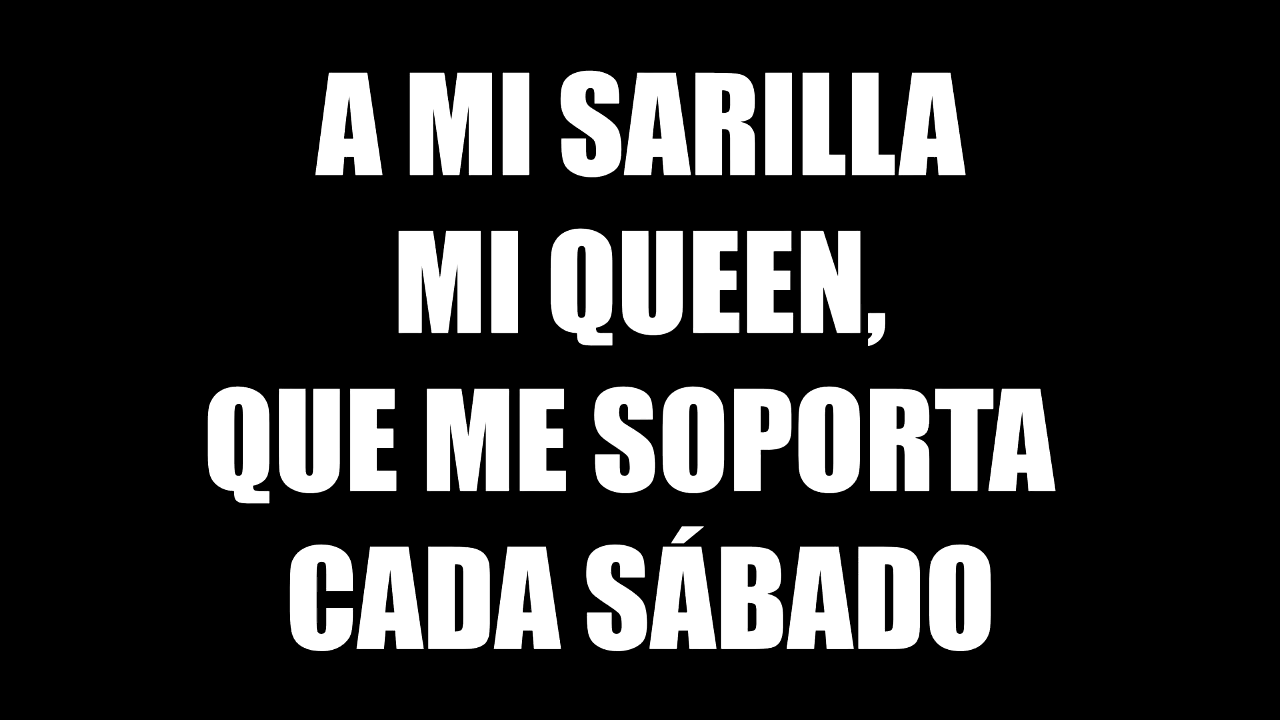 A MI SARILLA
MI QUEEN,
QUE ME SOPORTA
CADA SÁBADO